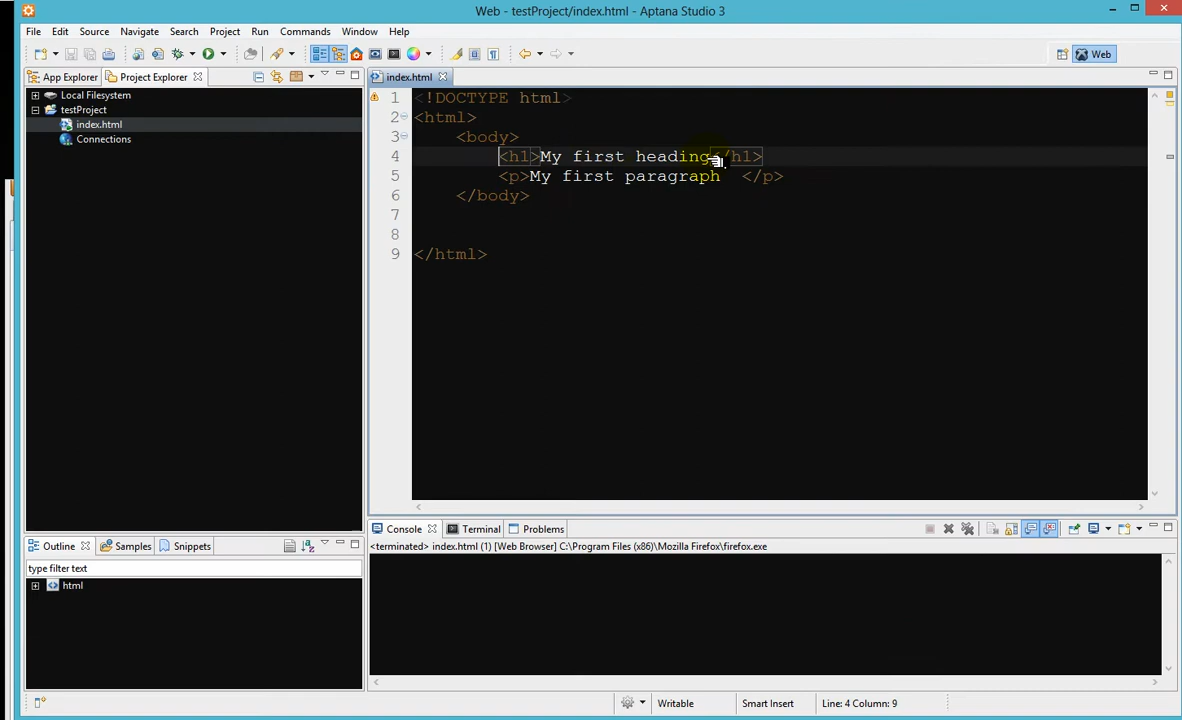 Web - testProject/index.html - Aptana Studio 3
File Edit Source Navigate Search Project Run Commands Window Help
Web
App Explorer Project Explorer
index.html
Local Filesystem
testProject
index.html
Connections
1 <!DOCTYPE html>
2 <html>
3 <body>
4 <h1>My first heading</h1>
5 <p>My first paragraph </p>
6 </body>
7
8
9 </html>
Outline Samples Snippets
type filter text
html
Console Terminal Problems
<terminated> index.html (1) [Web Browser] C:\Program Files (x86)\Mozilla Firefox\firefox.exe
Writable Smart Insert Line: 4 Column: 9